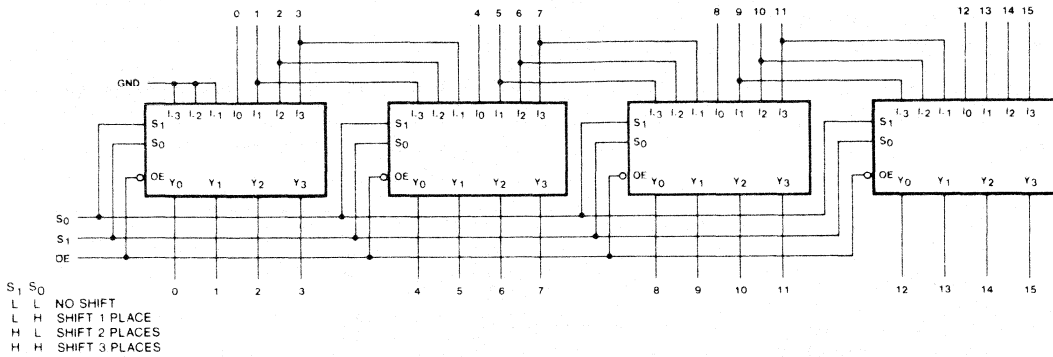 0 1 2 3 4 5 6 7 8 9 10 11 12 13 14 15
GND
I-3 I-2 I-1 I0 I1 I2 I3
S1
S0
OE
Y0 Y1 Y2 Y3
I-3 I-2 I-1 I0 I1 I2 I3
S1
S0
OE
Y0 Y1 Y2 Y3
I-3 I-2 I-1 I0 I1 I2 I3
S1
S0
OE
Y0 Y1 Y2 Y3
I-3 I-2 I-1 I0 I1 I2 I3
S1
S0
OE
Y0 Y1 Y2 Y3
S0
S1
OE
0 1 2 3 4 5 6 7 8 9 10 11 12 13 14 15
S1 S0
L L NO SHIFT
L H SHIFT 1 PLACE
H L SHIFT 2 PLACES
H H SHIFT 3 PLACES